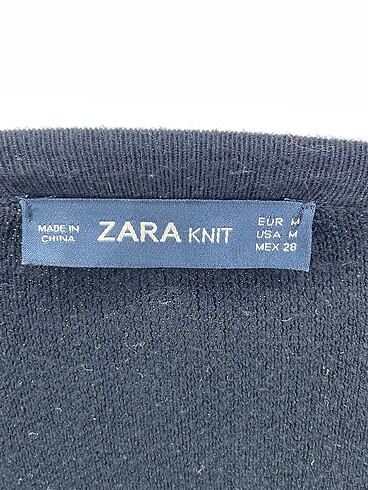 MADE IN
CHINA
ZARA KNIT
EUR M
USA M
MEX 28